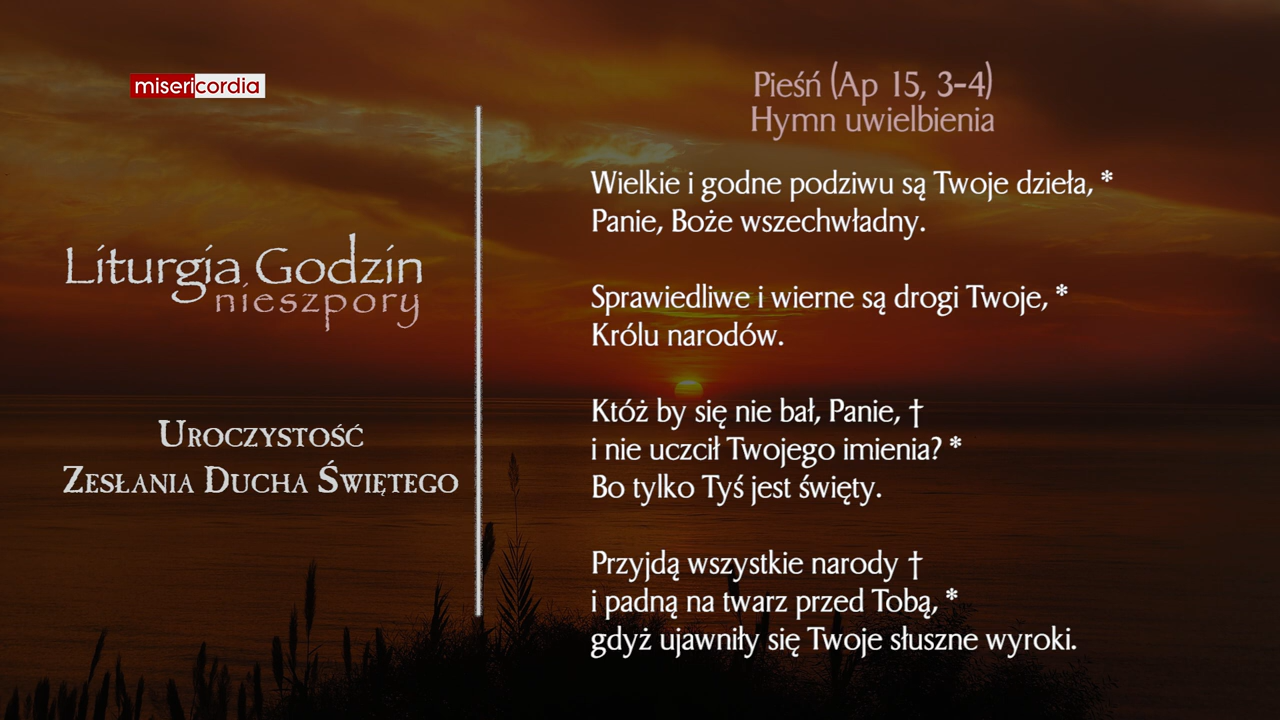 misericordia
Liturgia Godzin
nieszpory
Uroczystość
Zesłania Ducha Świętego
Pieśń (Ap 15, 3-4)
Hymn uwielbienia
Wielkie i godne podziwu są Twoje dzieła, *
Panie, Boże wszechwładny.
Sprawiedliwe i wierne są drogi Twoje, *
Królu narodów.
Któż by się nie bał, Panie, †
i nie uczcił Twojego imienia? *
Bo tylko Tyś jest święty.
Przyjdą wszystkie narody †
i padną na twarz przed Tobą, *
gdyż ujawniły się Twoje słuszne wyroki.